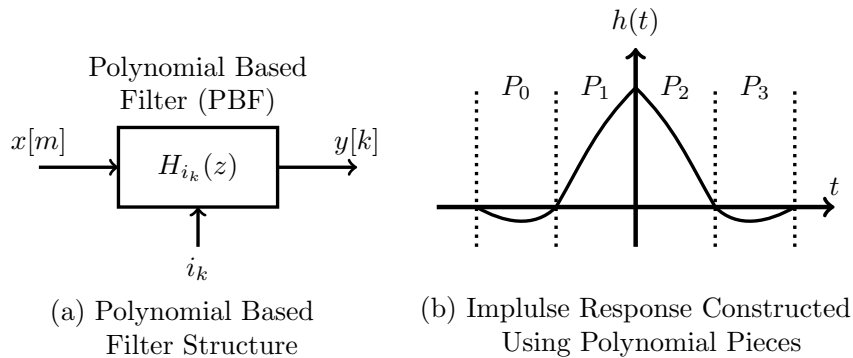 Polynomial Based
Filter (PBF)
x[m]
y[k]
H_{i_k}(z)
i_k
(a) Polynomial Based
Filter Structure
h(t)
P_0
P_1
P_2
P_3
t
(b) Implulse Response Constructed
Using Polynomial Pieces